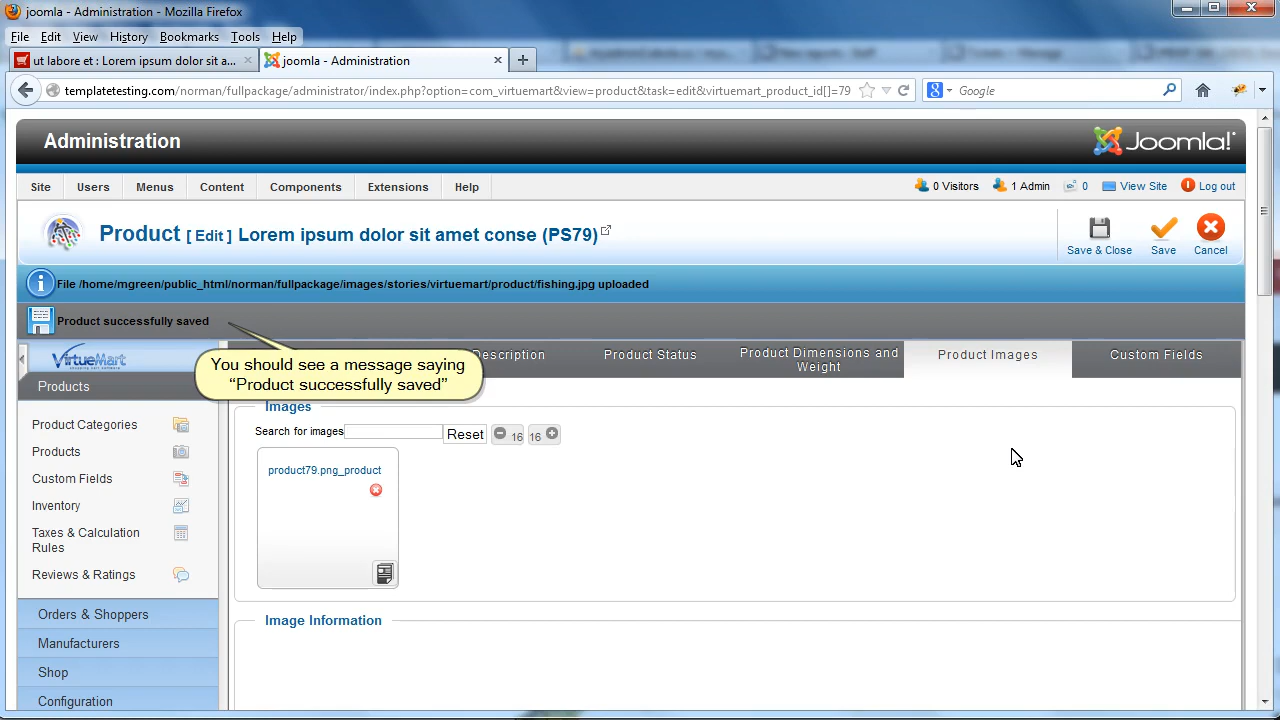 joomla - Administration - Mozilla Firefox
File Edit View History Bookmarks Tools Help
ut labore et : Lorem ipsum dolor sit a...
joomla - Administration
templatetesting.com/norman/fullpackage/administrator/index.php?option=com_virtuemart&view=product&task=edit&virtuemart_product_id[]=79
Google
Administration
Joomla!
Site Users Menus Content Components Extensions Help
0 Visitors 1 Admin 0 View Site Log out
Product [ Edit ] Lorem ipsum dolor sit amet conse (PS79)
Save & Close Save Cancel
File /home/mgreen/public_html/norman/fullpackage/images/stories/virtuemart/product/fishing.jpg uploaded
Product successfully saved
You should see a message saying
“Product successfully saved”
VirtueMart
Description
Product Status
Product Dimensions and
Weight
Product Images
Custom Fields
Products
Product Categories
Products
Custom Fields
Inventory
Taxes & Calculation
Rules
Reviews & Ratings
Orders & Shoppers
Manufacturers
Shop
Configuration
Images
Search for images Reset 16 16
product79.png_product
Image Information